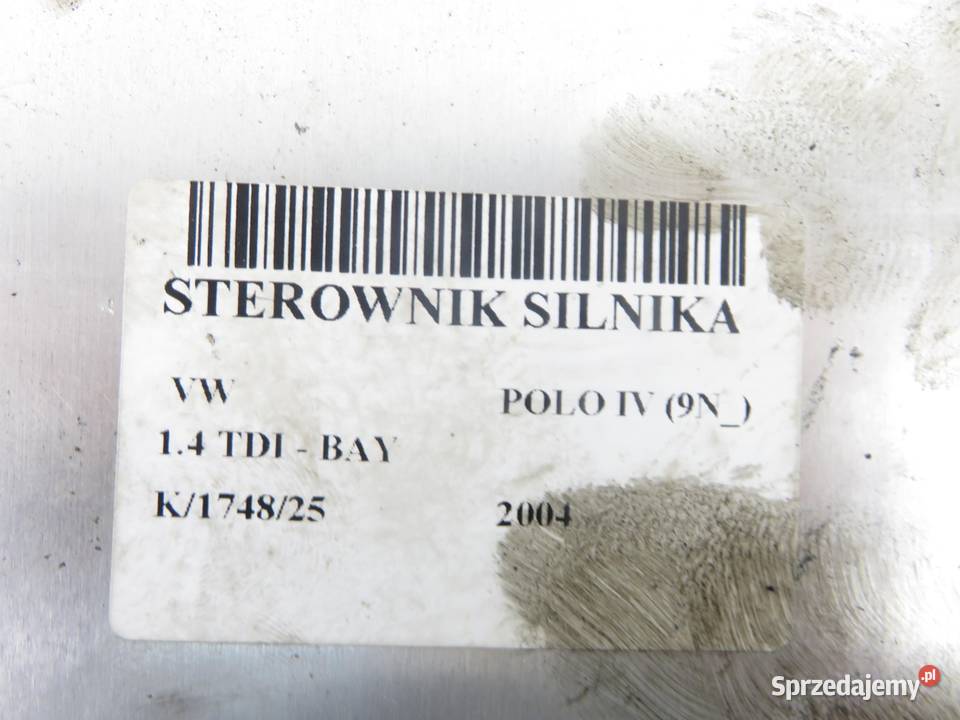 STEROWNIK SILNIKA
VW POLO IV (9N_)
1.4 TDI - BAY
K/1748/25 2004
Sprzedajemy.pl